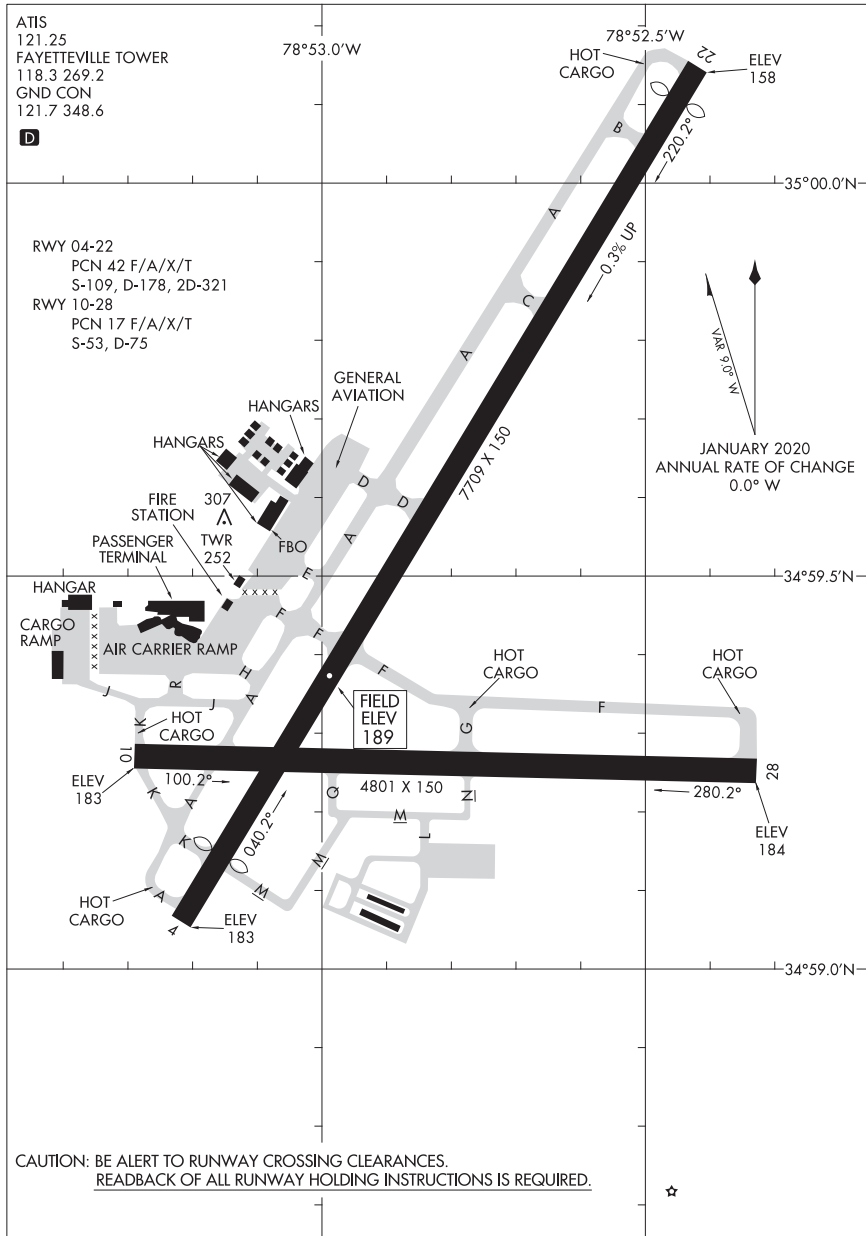 ATIS
121.25
FAYETTEVILLE TOWER
118.3 269.2
GND CON
121.7 348.6
D
78°53.0'W
78°52.5'W
HOT
CARGO
22
ELEV
158
B
220.2°
35°00.0'N
A
0.3% UP
RWY 04-22
PCN 42 F/A/X/T
S-109, D-178, 2D-321
RWY 10-28
PCN 17 F/A/X/T
S-53, D-75
C
VAR 9.0° W
A
JANUARY 2020
ANNUAL RATE OF CHANGE
0.0° W
GENERAL
AVIATION
HANGARS
HANGARS
7709 X 150
D
D
FIRE
STATION
307
TWR
252
FBO
A
PASSENGER
TERMINAL
E
34°59.5'N
HANGAR
x x x x
CARGO
RAMP
x x x x x x
AIR CARRIER RAMP
F
F
F
F
H
R
J
J
A
K
HOT
CARGO
FIELD
ELEV
189
HOT
CARGO
HOT
CARGO
G
10
28
ELEV
183
100.2°
4801 X 150
280.2°
ELEV
184
K
A
Q
M
N
L
K
040.2°
M
M
HOT
CARGO
A
4
ELEV
183
34°59.0'N
CAUTION: BE ALERT TO RUNWAY CROSSING CLEARANCES.
READBACK OF ALL RUNWAY HOLDING INSTRUCTIONS IS REQUIRED.